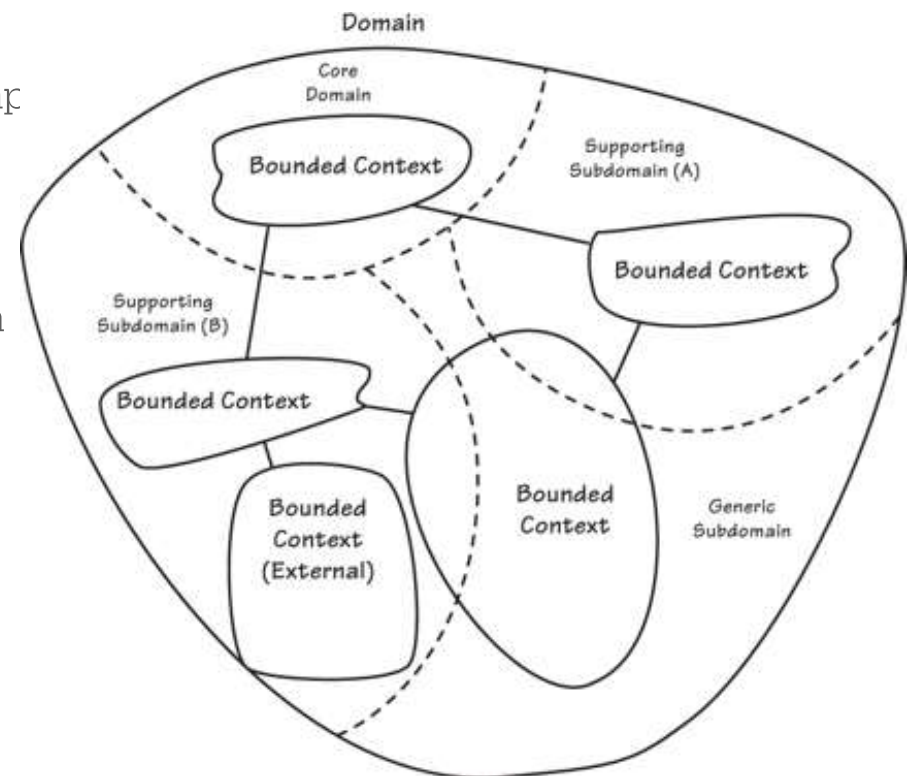 Domain
Core
Domain
Bounded Context
Supporting
Subdomain (A)
Bounded Context
Supporting
Subdomain (B)
Bounded Context
Bounded
Context
(External)
Bounded
Context
Generic
Subdomain